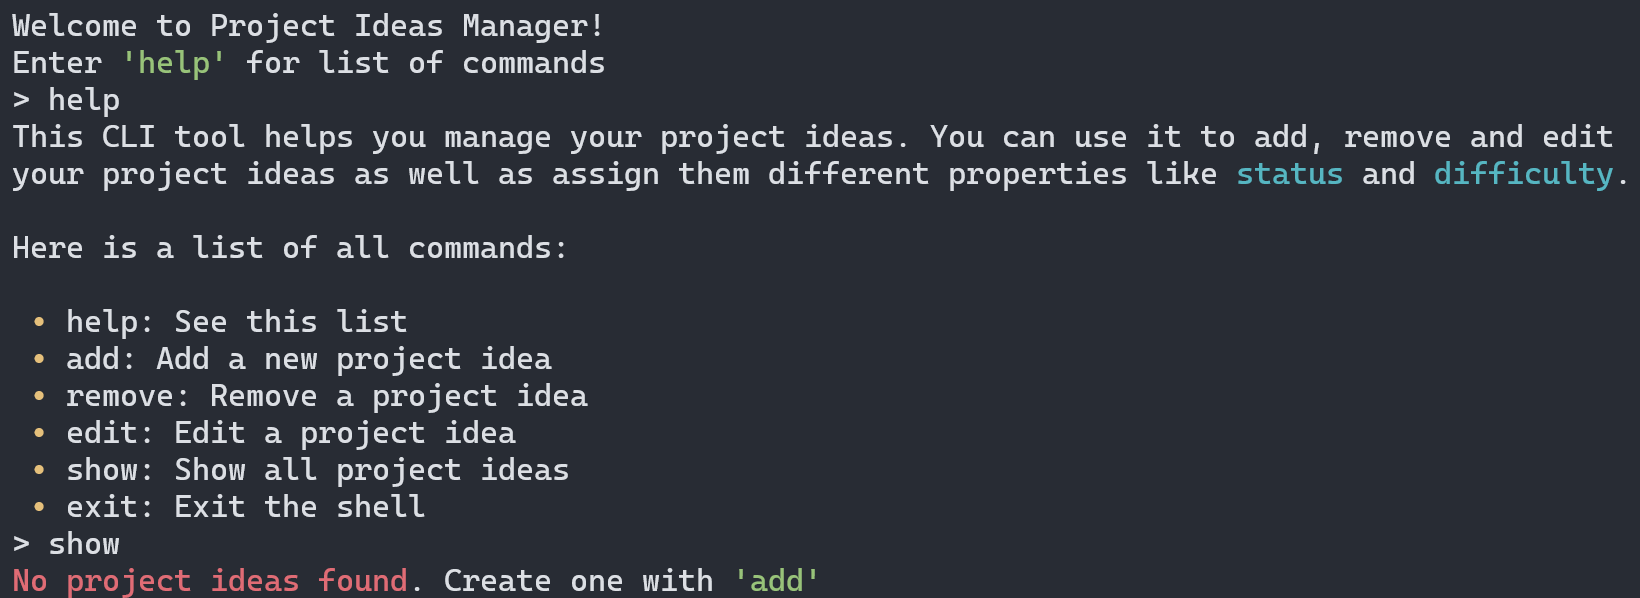 Welcome to Project Ideas Manager!
Enter 'help' for list of commands
> help
This CLI tool helps you manage your project ideas. You can use it to add, remove and edit
your project ideas as well as assign them different properties like status and difficulty.
Here is a list of all commands:
• help: See this list
• add: Add a new project idea
• remove: Remove a project idea
• edit: Edit a project idea
• show: Show all project ideas
• exit: Exit the shell
> show
No project ideas found. Create one with 'add'